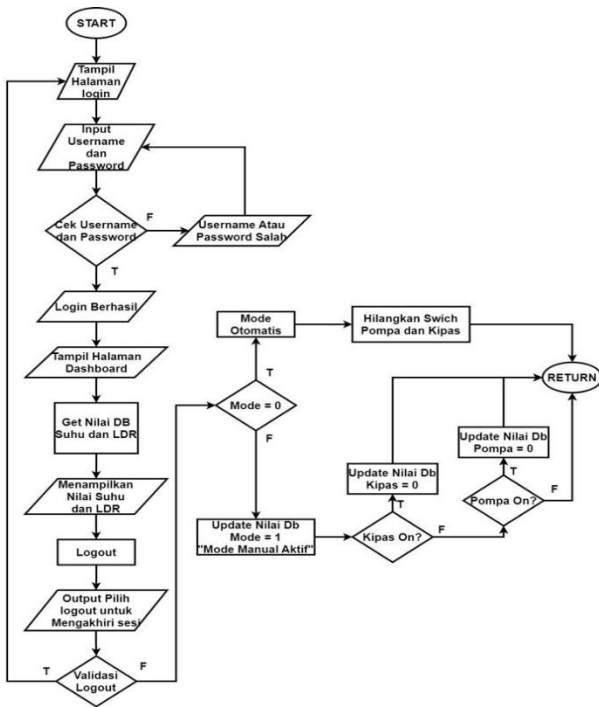 START
Tampil
Halaman
login
Input
Username
dan
Password
Cek Username
dan Password
F
Username Atau
Password Salah
T
Login Berhasil
Tampil Halaman
Dashboard
Get Nilai DB
Suhu dan LDR
Menampilkan
Nilai Suhu
dan LDR
Logout
Output Pilih
logout untuk
Mengakhiri sesi
Validasi
Logout
T
F
Mode = 0
T
Mode
Otomatis
Hilangkan Swich
Pompa dan Kipas
RETURN
F
Update Nilai Db
Mode = 1
"Mode Manual Aktif"
Kipas On?
T
Update Nilai Db
Kipas = 0
F
Pompa On?
T
Update Nilai Db
Pompa = 0
F